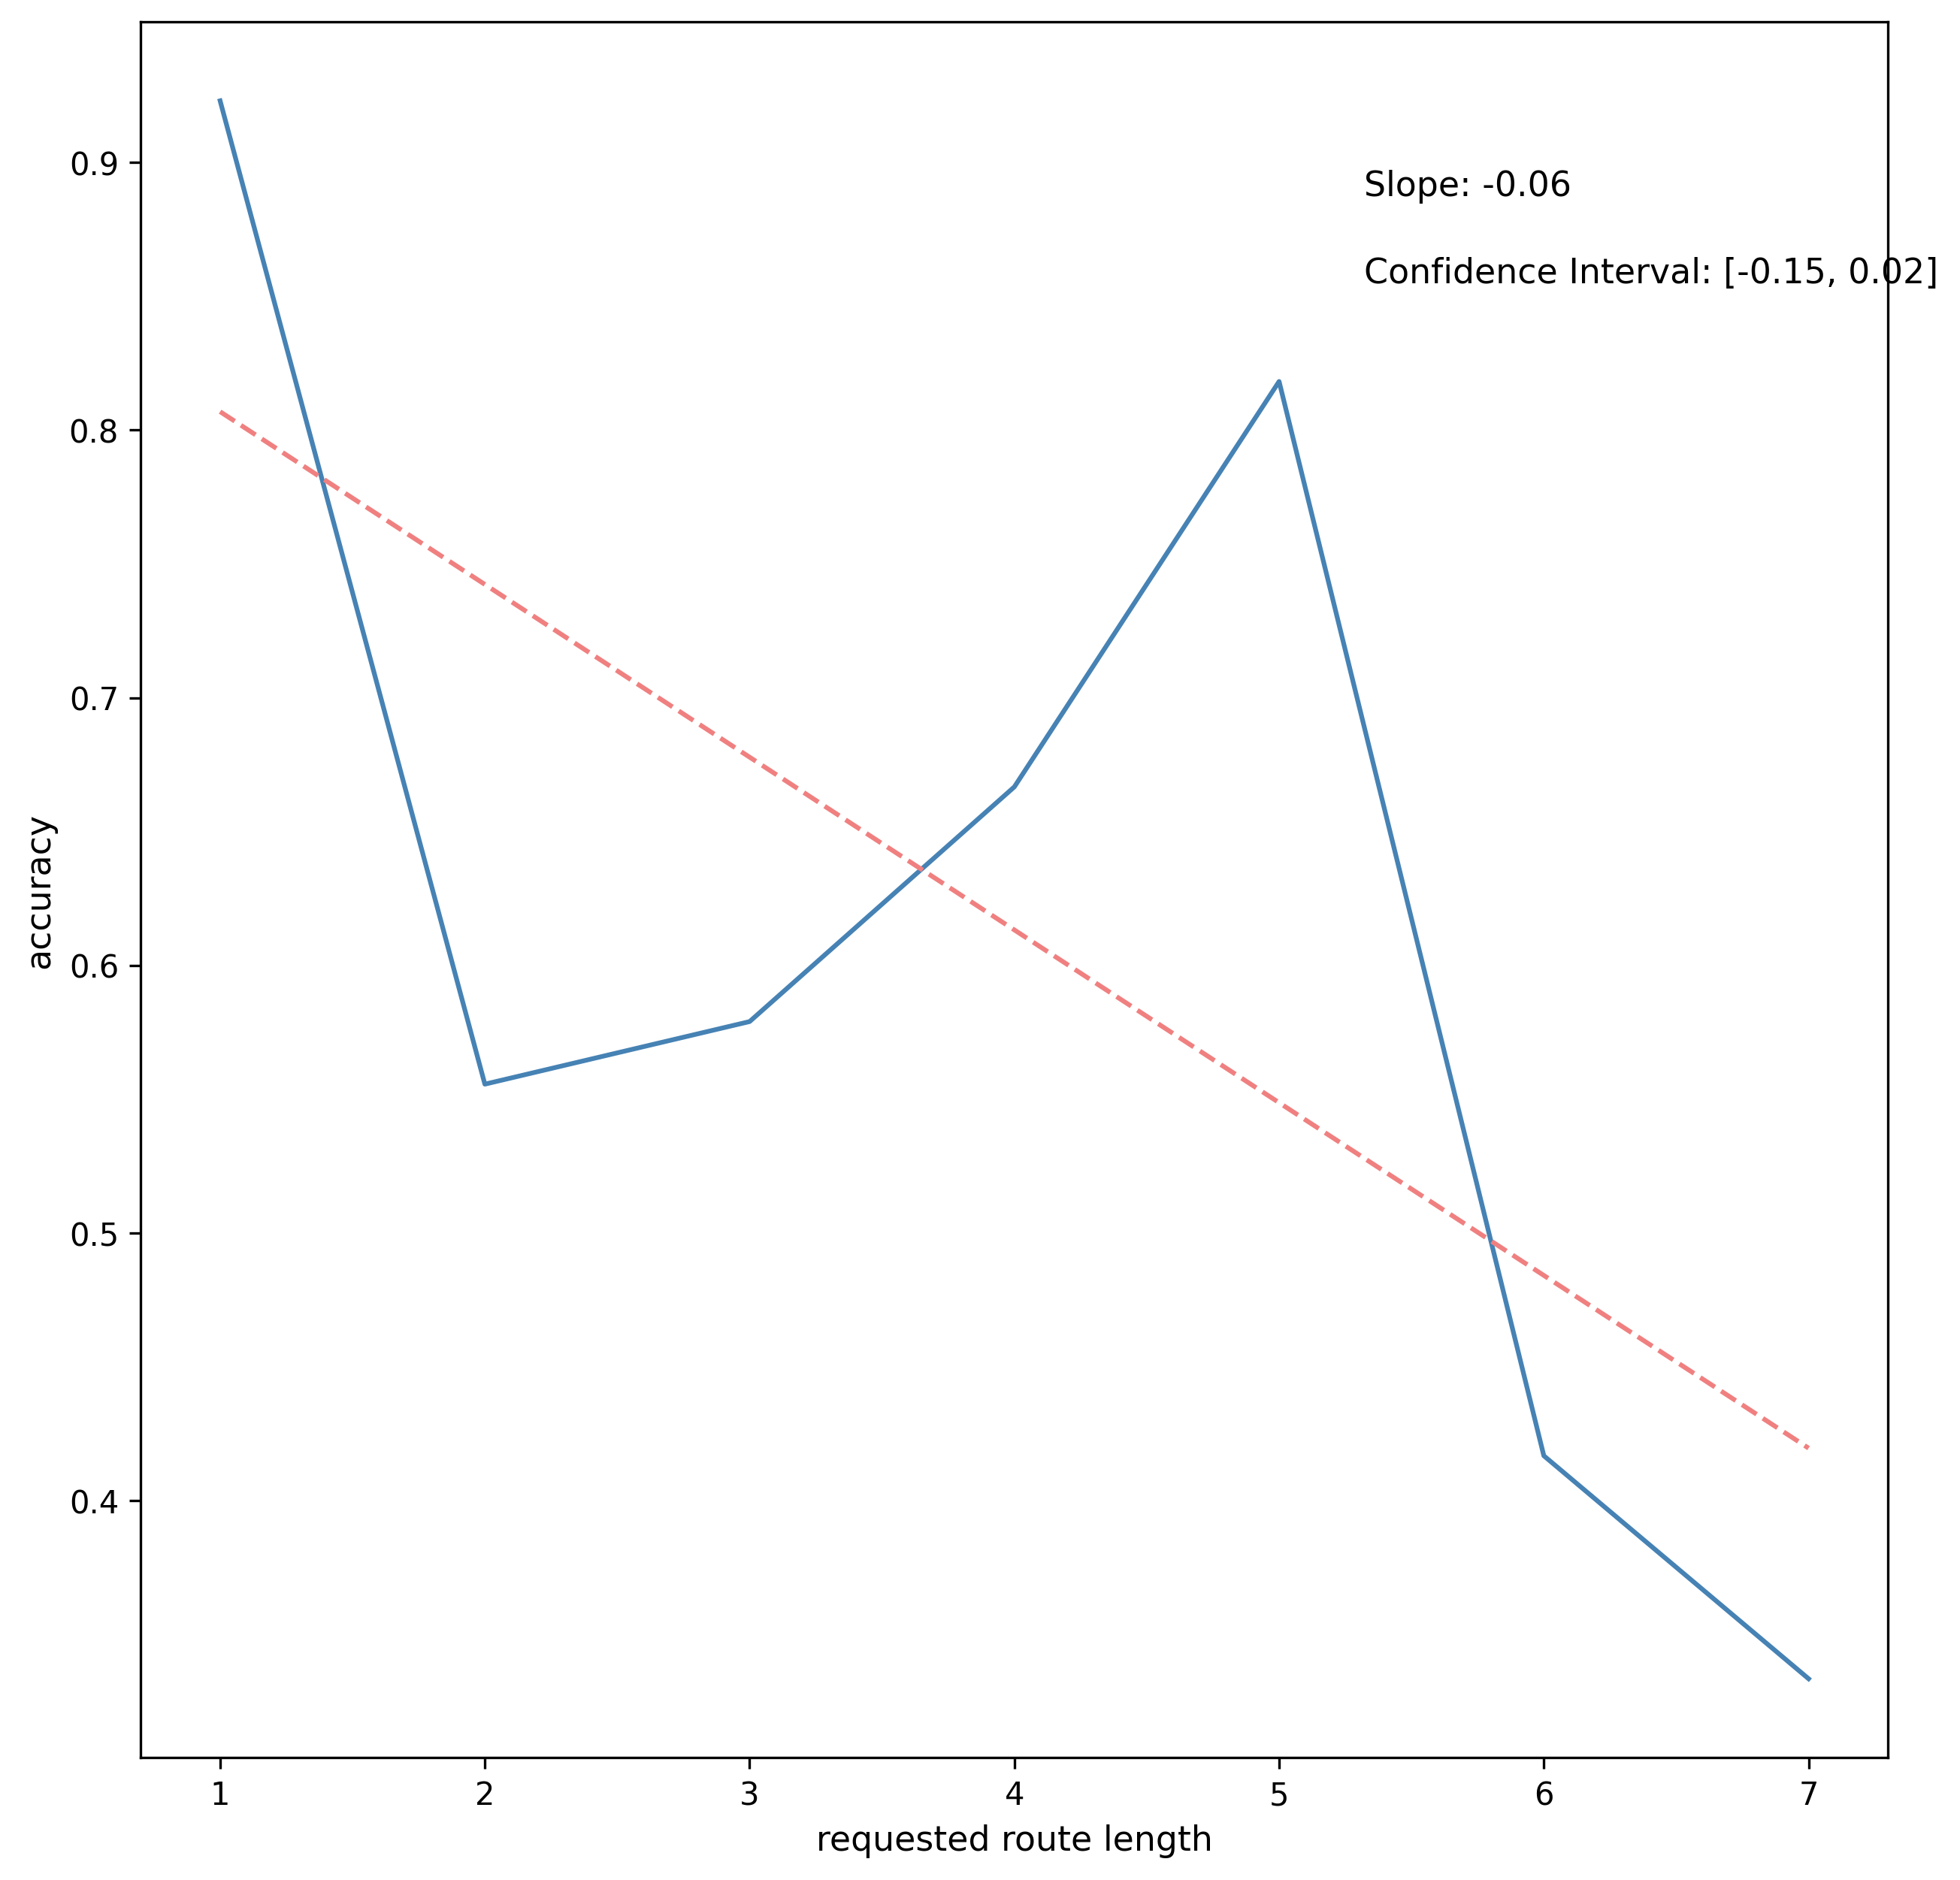 Slope: -0.06
Confidence Interval: [-0.15, 0.02]
0.9
0.8
0.7
0.6
0.5
0.4
accuracy
1 2 3 4 5 6 7
requested route length